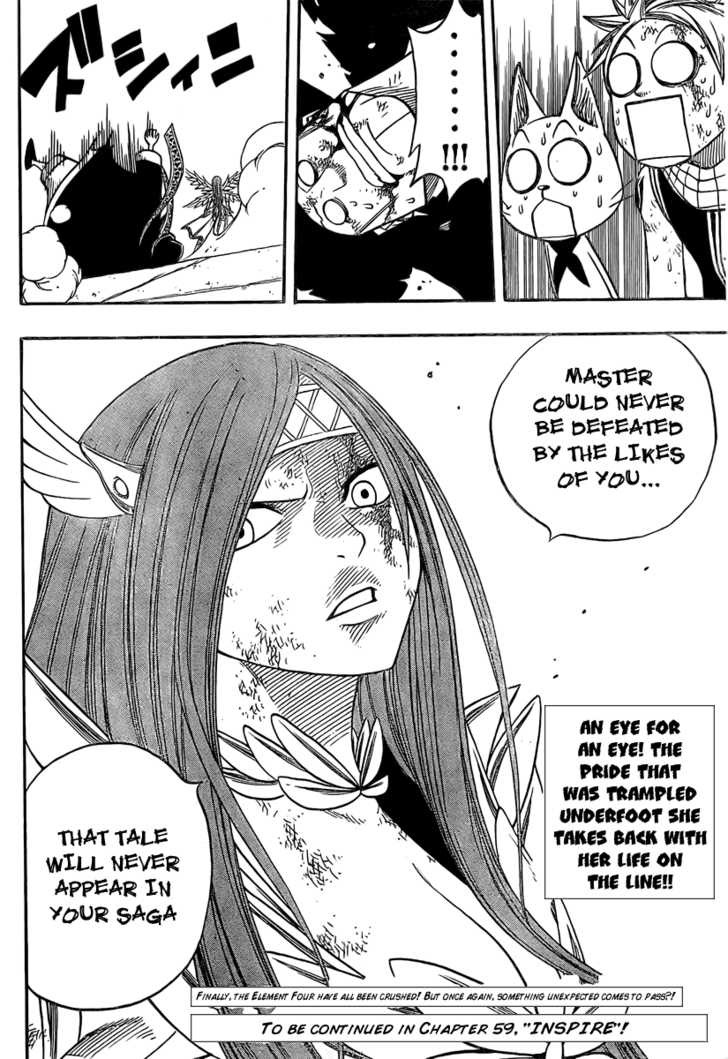 ズシィン
......!!!
MASTER
COULD NEVER
BE DEFEATED
BY THE LIKES
OF YOU...
AN EYE FOR
AN EYE! THE
PRIDE THAT
WAS TRAMPLED
UNDERFOOT SHE
TAKES BACK WITH
HER LIFE ON
THE LINE!!
THAT TALE
WILL NEVER
APPEAR IN
YOUR SAGA
FINALLY, THE ELEMENT FOUR HAVE ALL BEEN CRUSHED! BUT ONCE AGAIN, SOMETHING UNEXPECTED COMES TO PASS?!
TO BE CONTINUED IN CHAPTER 59, "INSPIRE"!